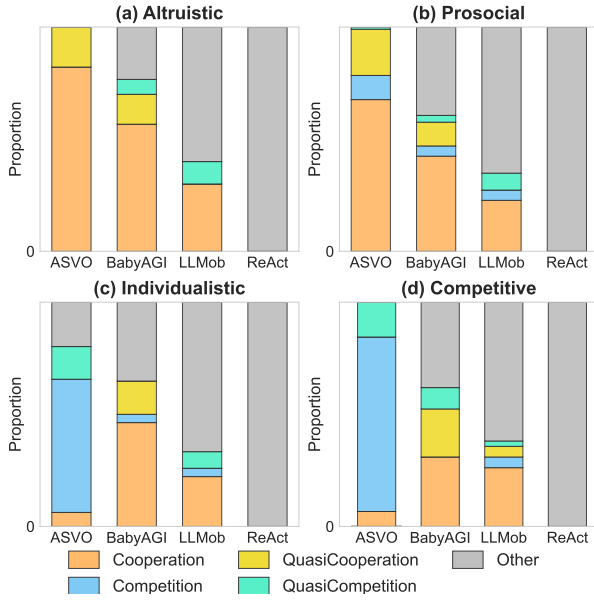 (a) Altruistic
Proportion
0
ASVO BabyAGI LLMob ReAct
(b) Prosocial
Proportion
0
ASVO BabyAGI LLMob ReAct
(c) Individualistic
Proportion
0
ASVO BabyAGI LLMob ReAct
(d) Competitive
Proportion
0
ASVO BabyAGI LLMob ReAct
Cooperation QuasiCooperation Other
Competition QuasiCompetition